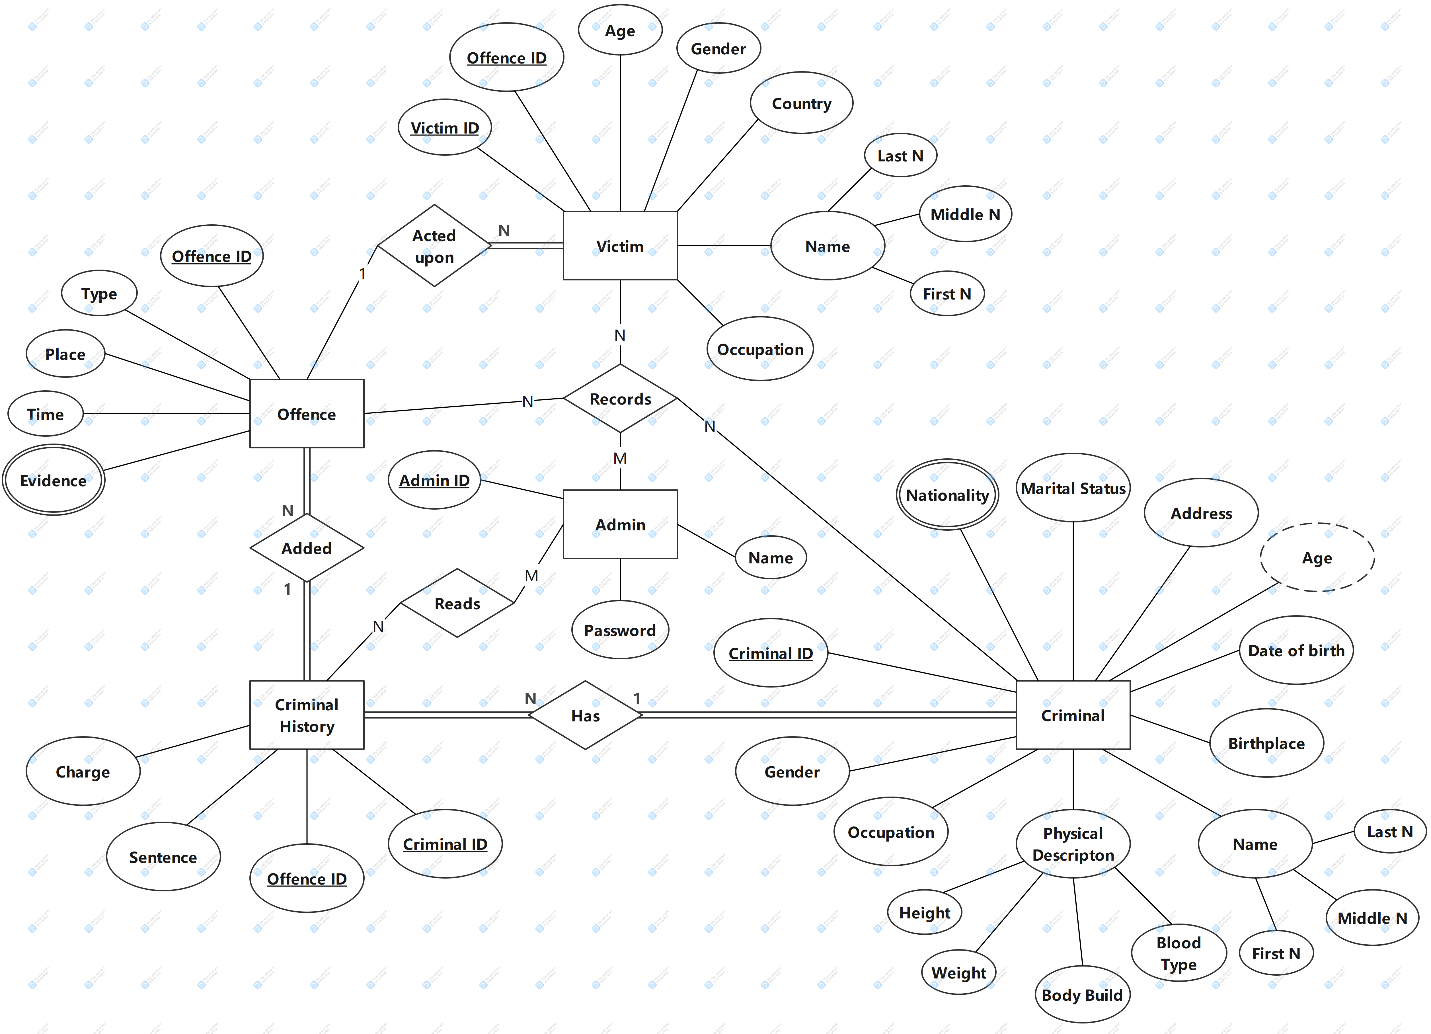 Age
Gender
Offence ID
Country
Victim ID
Last N
Middle N
Acted
upon
N
Victim
Name
Offence ID
1
First N
Type
N
Occupation
Place
Records
N
N
Time
Offence
M
Evidence
Admin ID
Nationality
Marital Status
Address
N
Admin
Added
Name
Age
1
Reads
M
N
Password
Criminal ID
Date of birth
Criminal
History
N
Has
1
Criminal
Birthplace
Charge
Gender
Sentence
Offence ID
Criminal ID
Occupation
Physical
Descripton
Name
Last N
Height
Weight
Body Build
Blood
Type
First N
Middle N